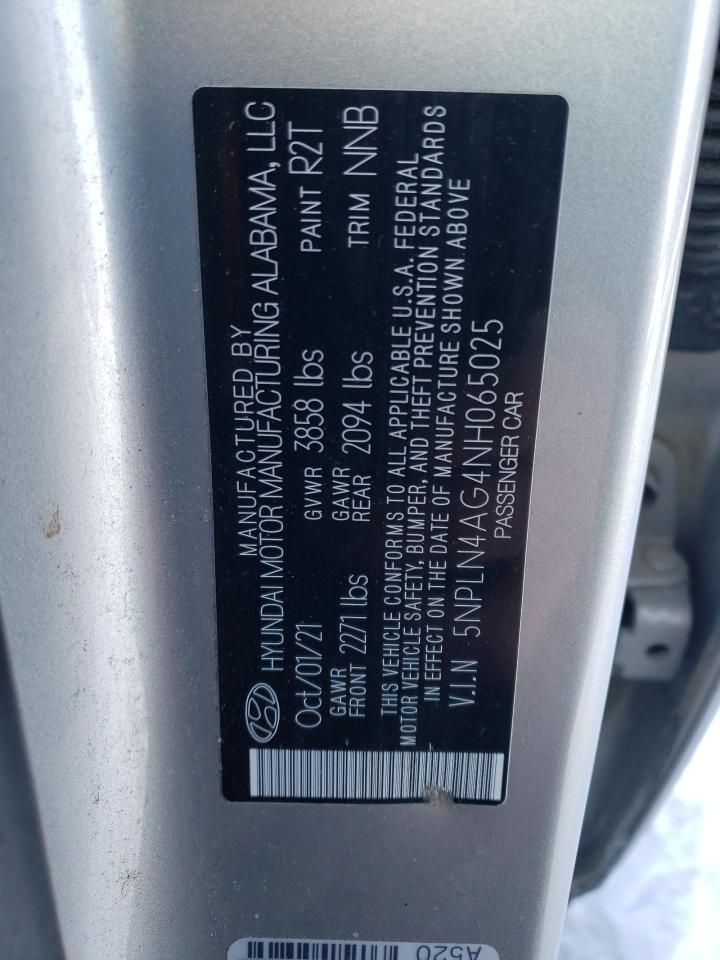 MANUFACTURED BY
HYUNDAI MOTOR MANUFACTURING ALABAMA, LLC
Oct/01/21 GVWR 3858 lbs PAINT R2T
GAWR FRONT 2271 lbs GAWR REAR 2094 lbs TRIM NNB
THIS VEHICLE CONFORMS TO ALL APPLICABLE U.S.A. FEDERAL
MOTOR VEHICLE SAFETY, BUMPER, AND THEFT PREVENTION STANDARDS
IN EFFECT ON THE DATE OF MANUFACTURE SHOWN ABOVE
V.I.N 5NPLN4AG4NH065025
PASSENGER CAR
A520